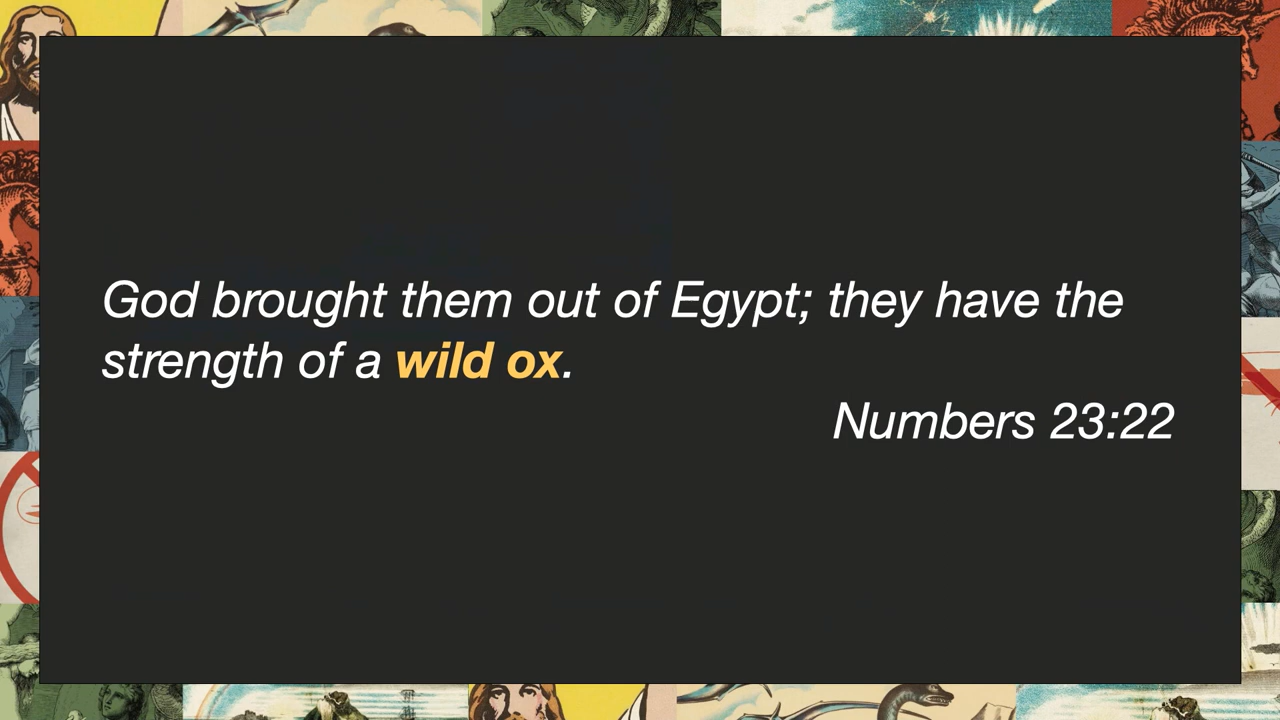 God brought them out of Egypt; they have the
strength of a wild ox.
Numbers 23:22